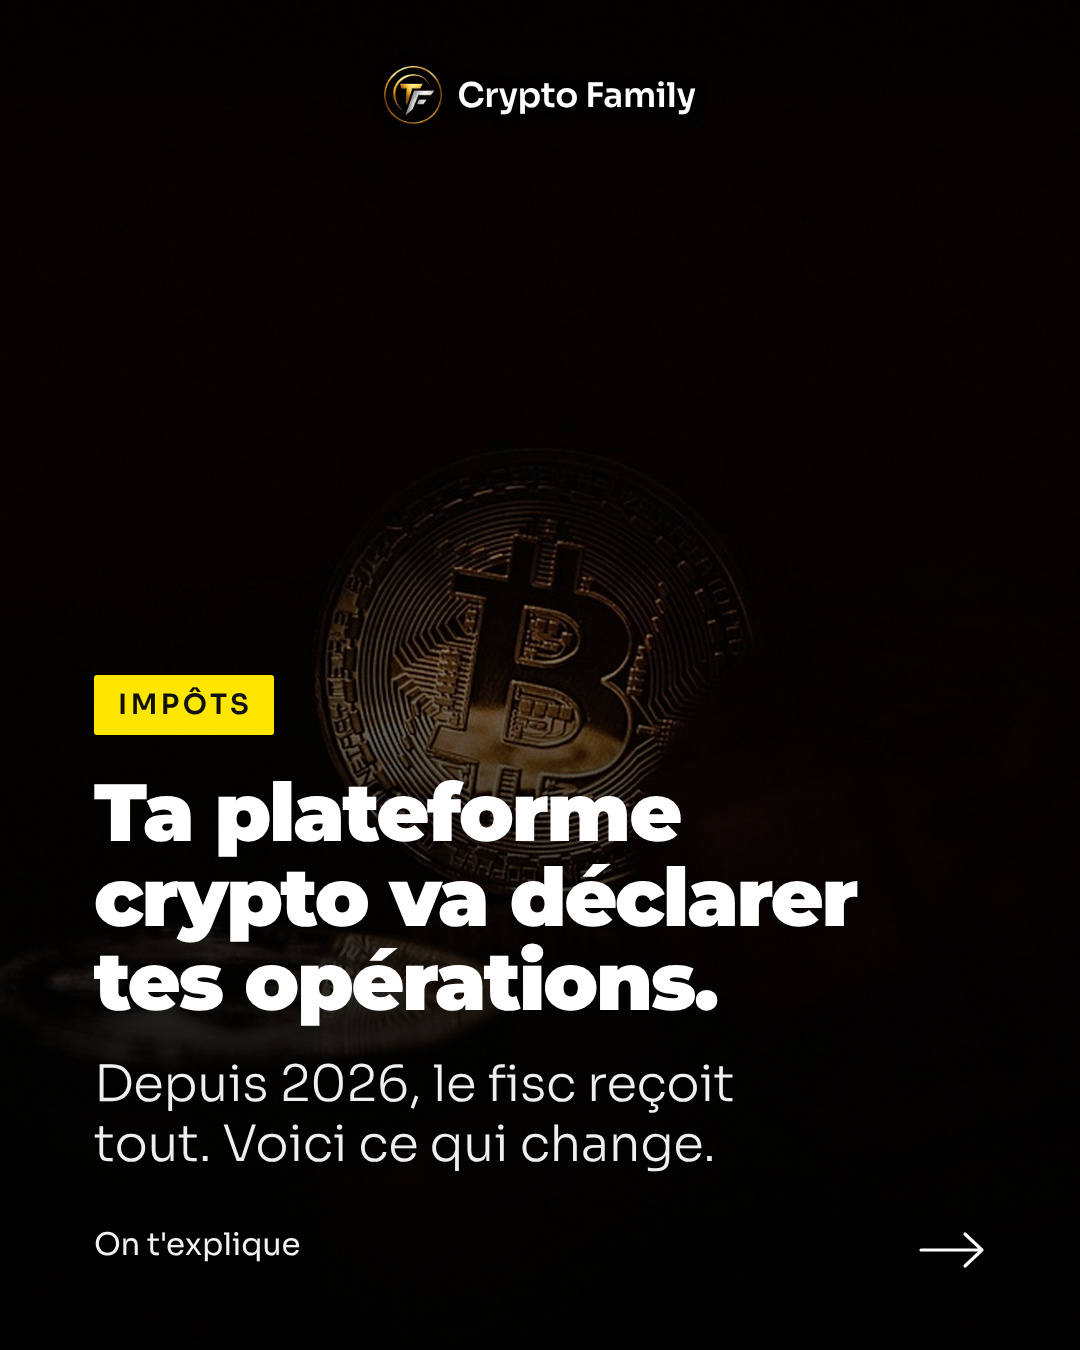 Crypto Family
IMPÔTS
Ta plateforme
crypto va déclarer
tes opérations.
Depuis 2026, le fisc reçoit
tout. Voici ce qui change.
On t'explique